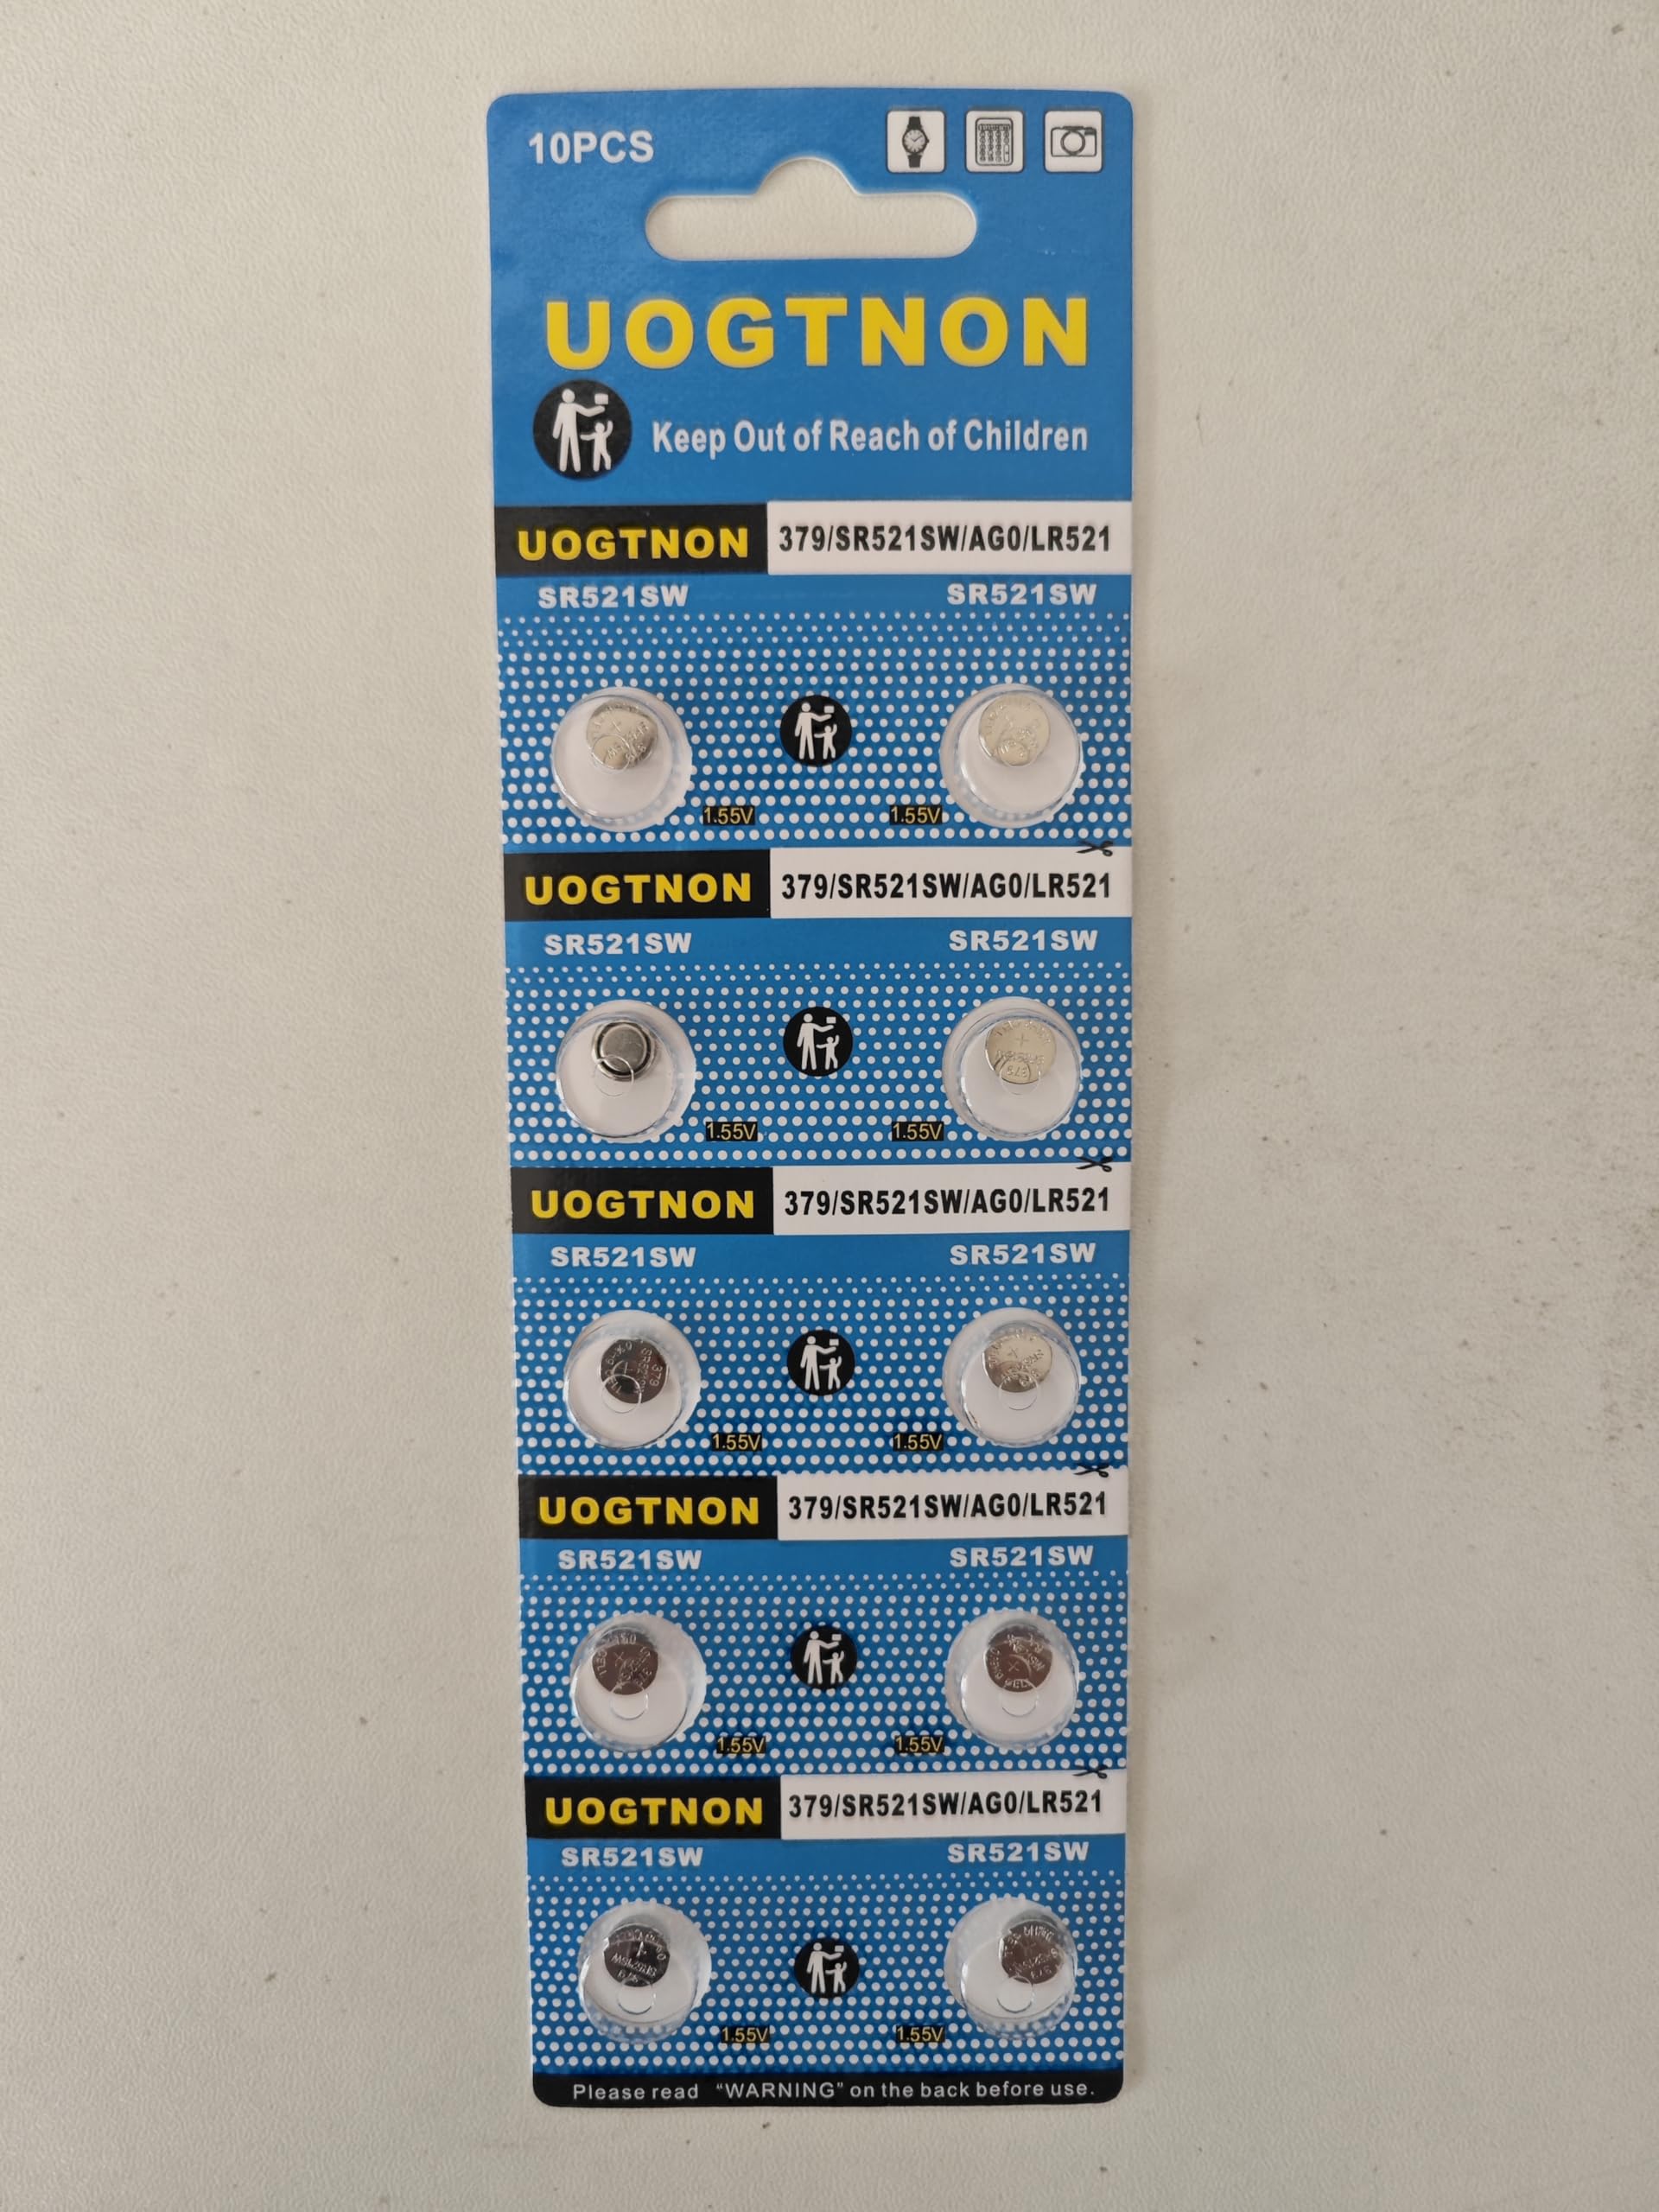 10PCS
UOGTNON
Keep Out of Reach of Children
UOGTNON 379/SR521SW/AG0/LR521
SR521SW SR521SW
1.55V 1.55V
UOGTNON 379/SR521SW/AG0/LR521
SR521SW SR521SW
379
1.55V 1.55V
UOGTNON 379/SR521SW/AG0/LR521
SR521SW SR521SW
379
1.55V 1.55V
UOGTNON 379/SR521SW/AG0/LR521
SR521SW SR521SW
1.55V 1.55V
UOGTNON 379/SR521SW/AG0/LR521
SR521SW SR521SW
1.55V 1.55V
Please read "WARNING" on the back before use.